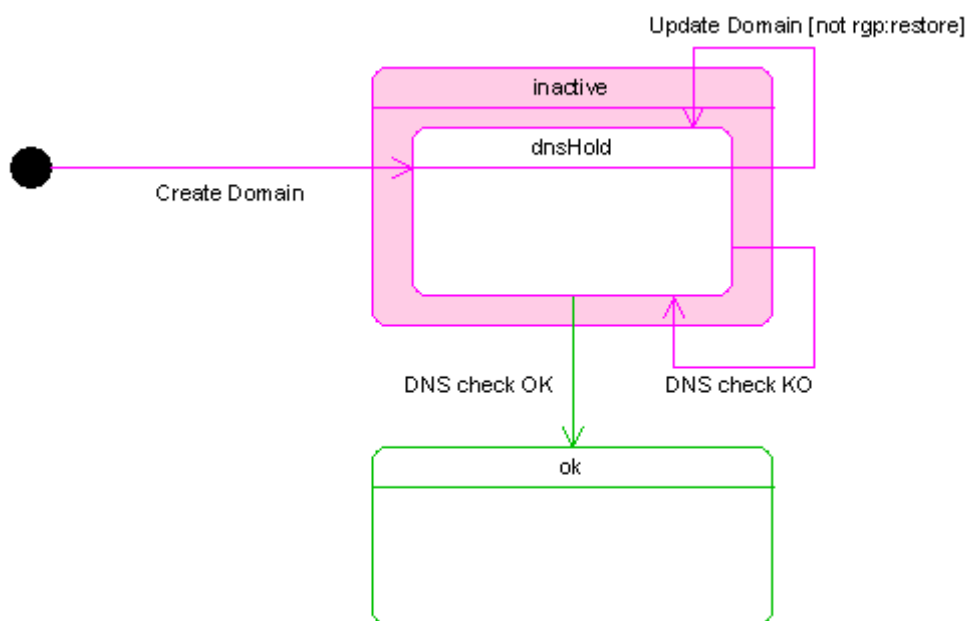 Update Domain [not rgp:restore]
inactive
dnsHold
Create Domain
DNS check OK
DNS check KO
ok